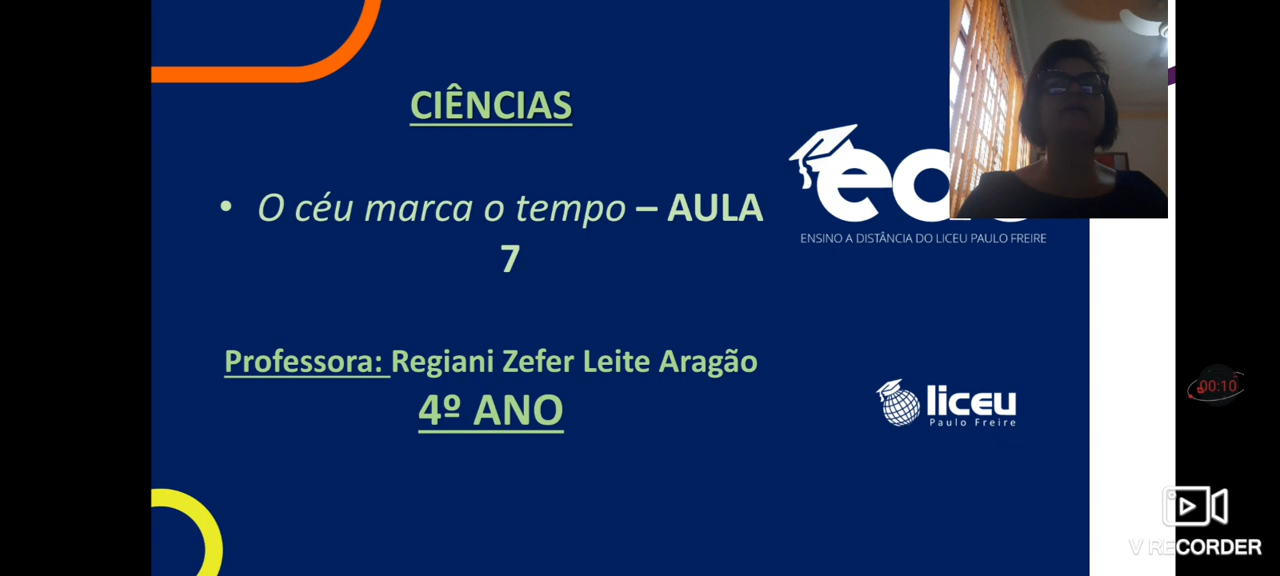 CIÊNCIAS
• O céu marca o tempo – AULA
7
Professora: Regiani Zefer Leite Aragão
4º ANO
ENSINO A DISTÂNCIA DO LICEU PAULO FREIRE
liceu
Paulo Freire
00:10
V RECORDER